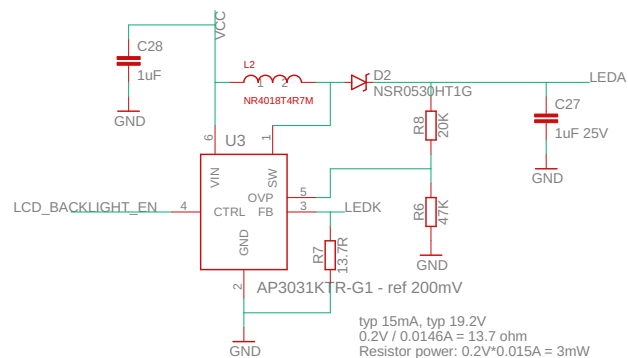 VCC
C28
1uF
GND
L2
1 2
NR4018T4R7M
D2
NSR0530HT1G
LEDA
C27
1uF 25V
GND
R8
20K
R6
47K
GND
U3
6
1
VIN
SW
OVP
5
LCD_BACKLIGHT_EN
4
CTRL
FB
3
LEDK
GND
2
R7
13.7R
AP3031KTR-G1 - ref 200mV
GND
typ 15mA, typ 19.2V
0.2V / 0.0146A = 13.7 ohm
Resistor power: 0.2V*0.015A = 3mW